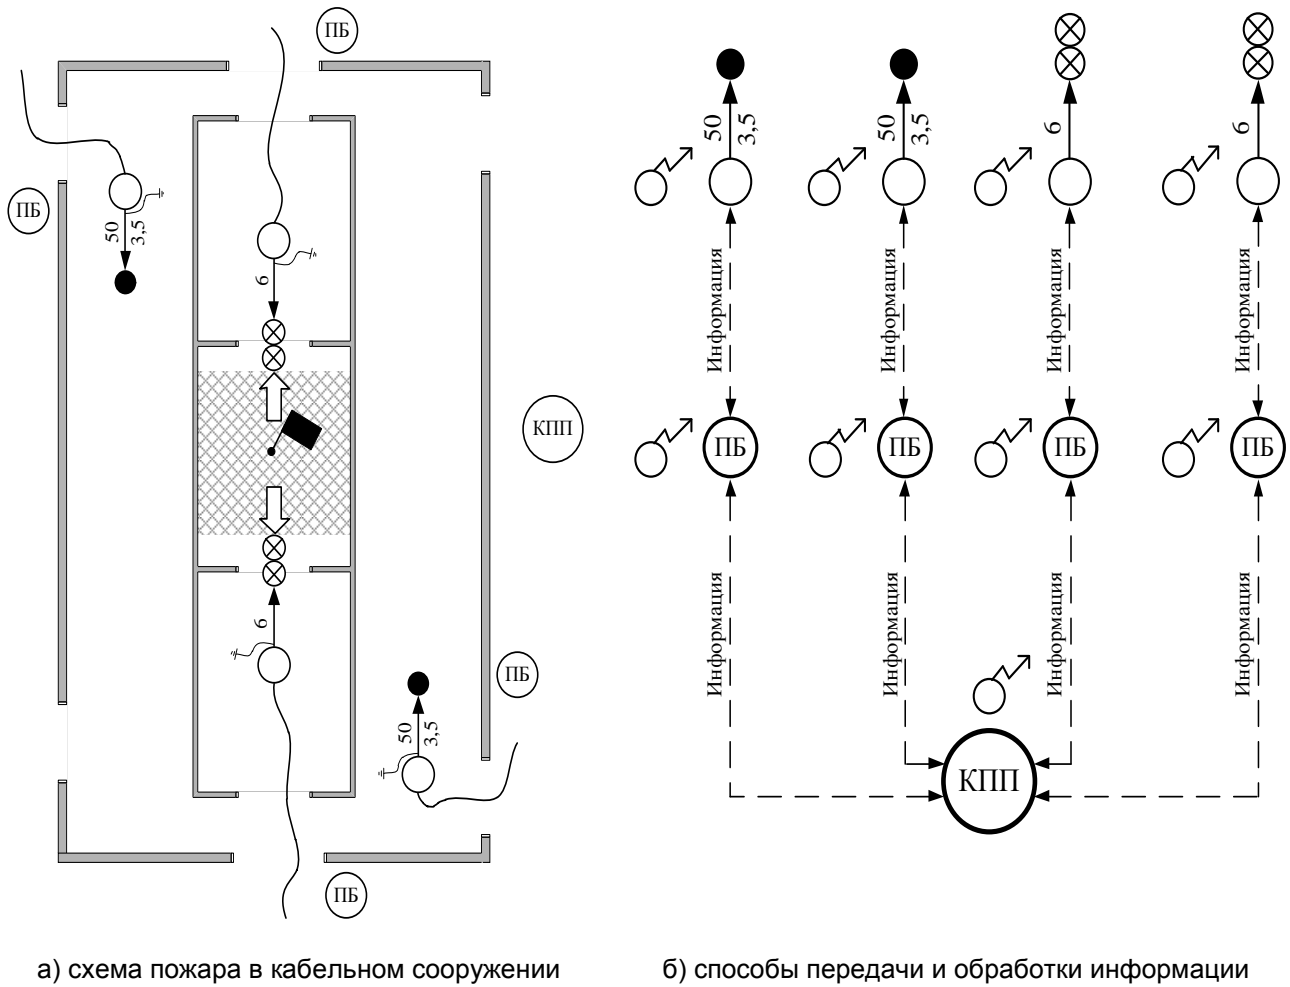 ПБ
ПБ
50
3,5
6
КПП
6
ПБ
50
3,5
ПБ
50
3,5
50
3,5
6
6
Информация
Информация
Информация
Информация
ПБ
ПБ
ПБ
ПБ
Информация
Информация
Информация
Информация
КПП
а) схема пожара в кабельном сооружении
б) способы передачи и обработки информации